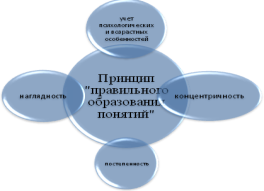 учет
психологических
и возрастных
особенностей
Принцип
"правильного
образования
понятий"
наглядность
концентричность
постепенность